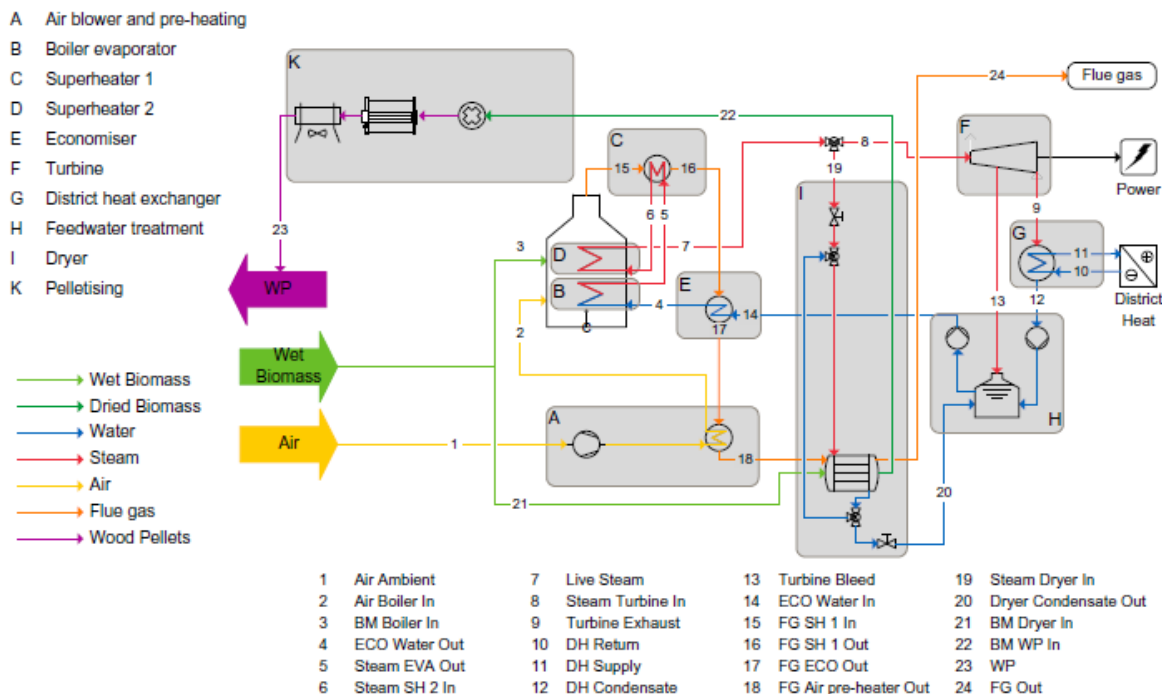 A Air blower and pre-heating
B Boiler evaporator
C Superheater 1
D Superheater 2
E Economiser
F Turbine
G District heat exchanger
H Feedwater treatment
I Dryer
K Pelletising
Wet Biomass
Dried Biomass
Water
Steam
Air
Flue gas
Wood Pellets
K
23
WP
Wet
Biomass
Air
22
24
Flue gas
C
15
16
6
5
3
D
7
B
4
2
C
E
14
17
A
1
18
21
I
8
19
F
Power
9
G
11
10
12
District
Heat
13
H
20
1 Air Ambient
2 Air Boiler In
3 BM Boiler In
4 ECO Water Out
5 Steam EVA Out
6 Steam SH 2 In
7 Live Steam
8 Steam Turbine In
9 Turbine Exhaust
10 DH Return
11 DH Supply
12 DH Condensate
13 Turbine Bleed
14 ECO Water In
15 FG SH 1 In
16 FG SH 1 Out
17 FG ECO Out
18 FG Air pre-heater Out
19 Steam Dryer In
20 Dryer Condensate Out
21 BM Dryer In
22 BM WP In
23 WP
24 FG Out